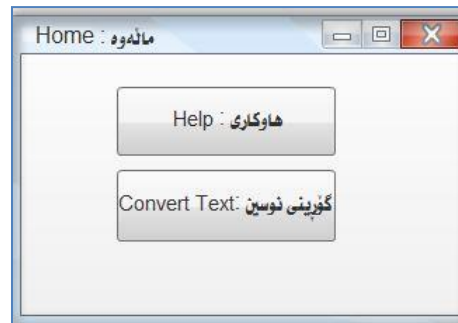 Home : ماڵەوە
Help : هاوکاری
Convert Text: گۆڕینی نوسین